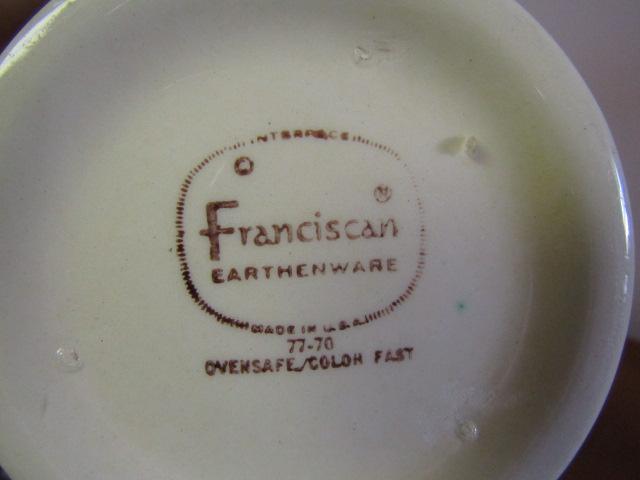 INTERPACE
®
Franciscan
EARTHENWARE
MADE IN U.S.A.
77-70
OVENSAFE/COLOR FAST